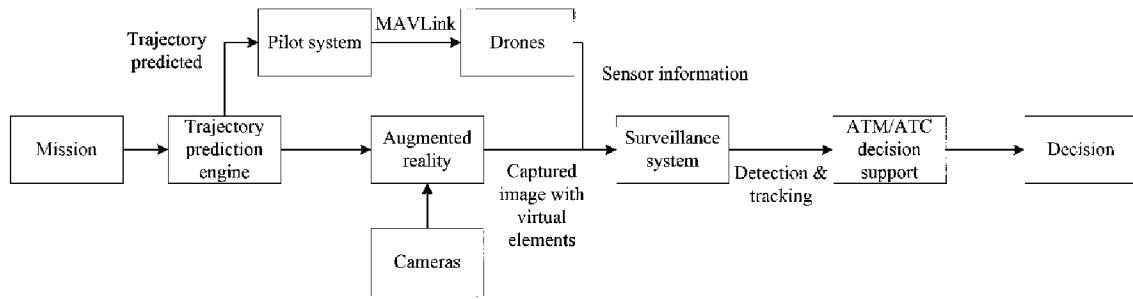 Trajectory
predicted
Pilot system
MAVLink
Drones
Sensor information
Mission
Trajectory
prediction
engine
Augmented
reality
Captured
image with
virtual
elements
Surveillance
system
Detection &
tracking
ATM/ATC
decision
support
Decision
Cameras